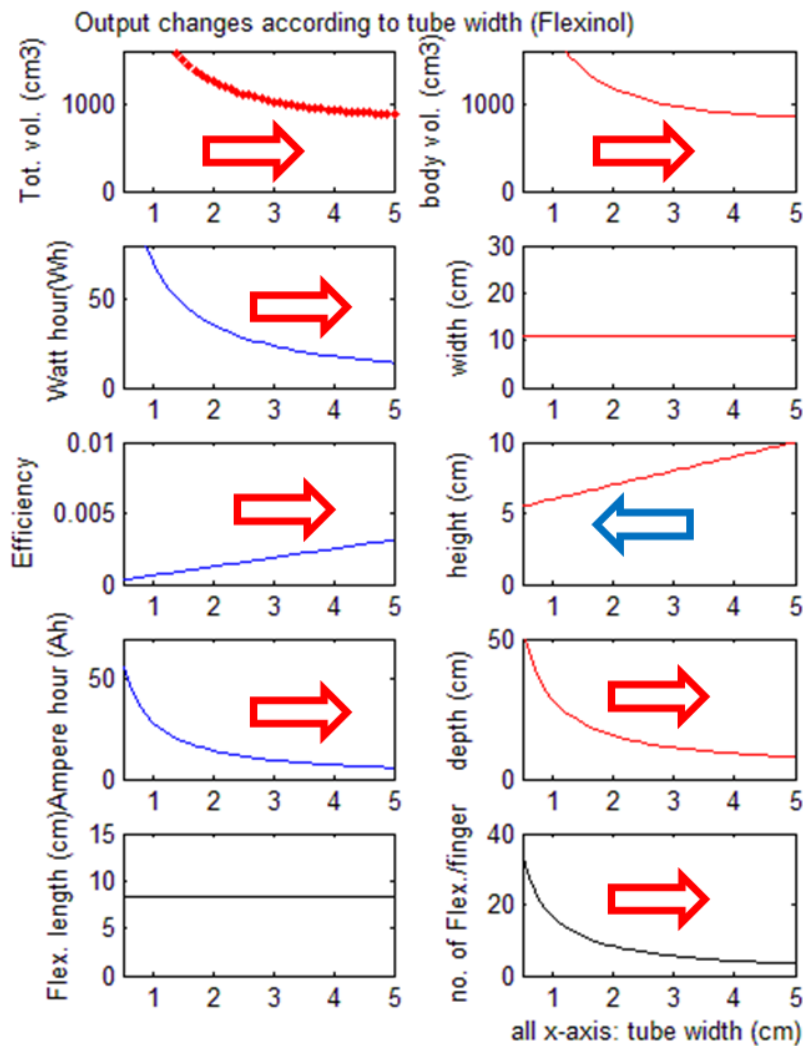 Output changes according to tube width (Flexinol)
Tot. vol. (cm3)
1000
0
1 2 3 4 5
body vol. (cm3)
1000
0
1 2 3 4 5
Watt hour(Wh)
50
0
1 2 3 4 5
width (cm)
30
20
10
0
1 2 3 4 5
Efficiency
0.01
0.005
0
1 2 3 4 5
height (cm)
10
5
0
1 2 3 4 5
Ampere hour (Ah)
50
0
1 2 3 4 5
depth (cm)
50
0
1 2 3 4 5
Flex. length (cm)
15
10
5
0
1 2 3 4 5
no. of Flex./finger
40
20
0
1 2 3 4 5
all x-axis: tube width (cm)